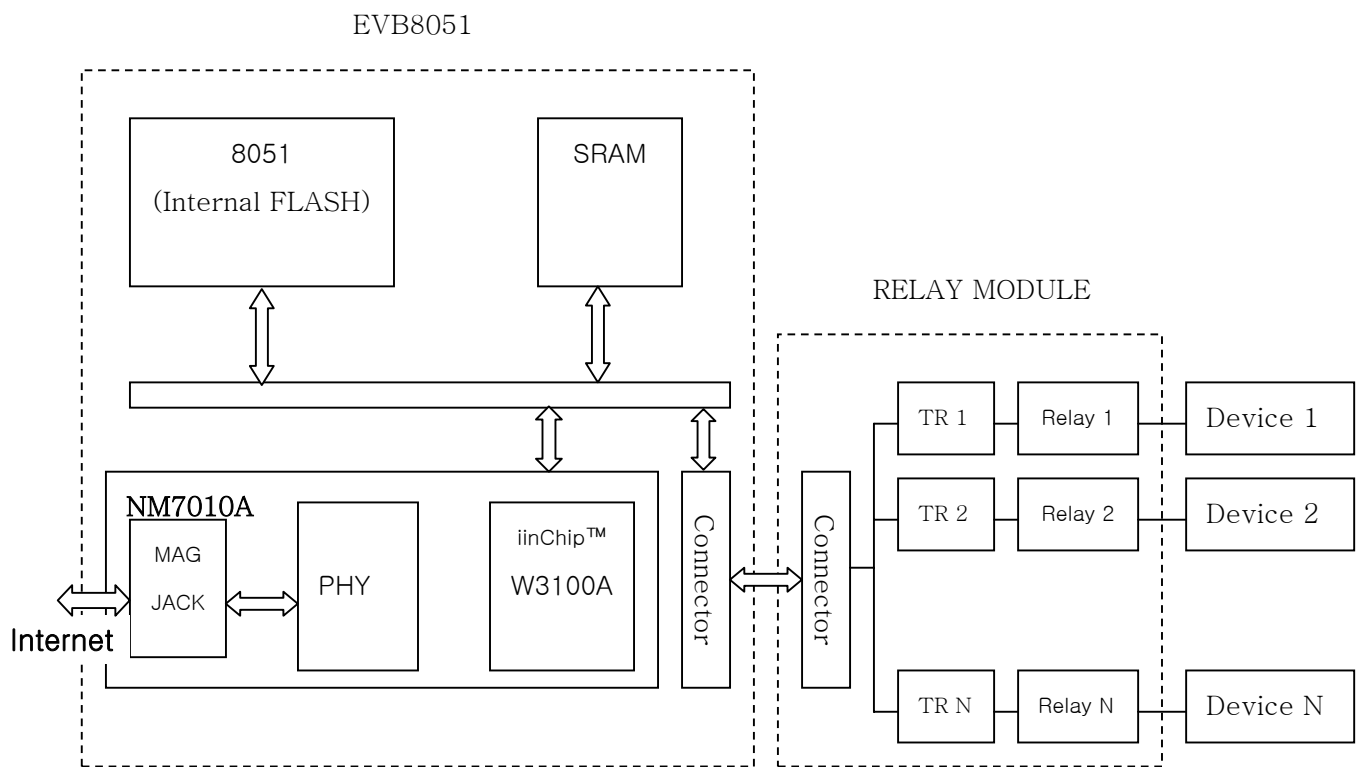 EVB8051
8051
(Internal FLASH)
SRAM
RELAY MODULE
TR 1
Relay 1
Device 1
NM7010A
MAG
JACK
PHY
iinChip™
W3100A
Connector
Connector
TR 2
Relay 2
Device 2
Internet
TR N
Relay N
Device N